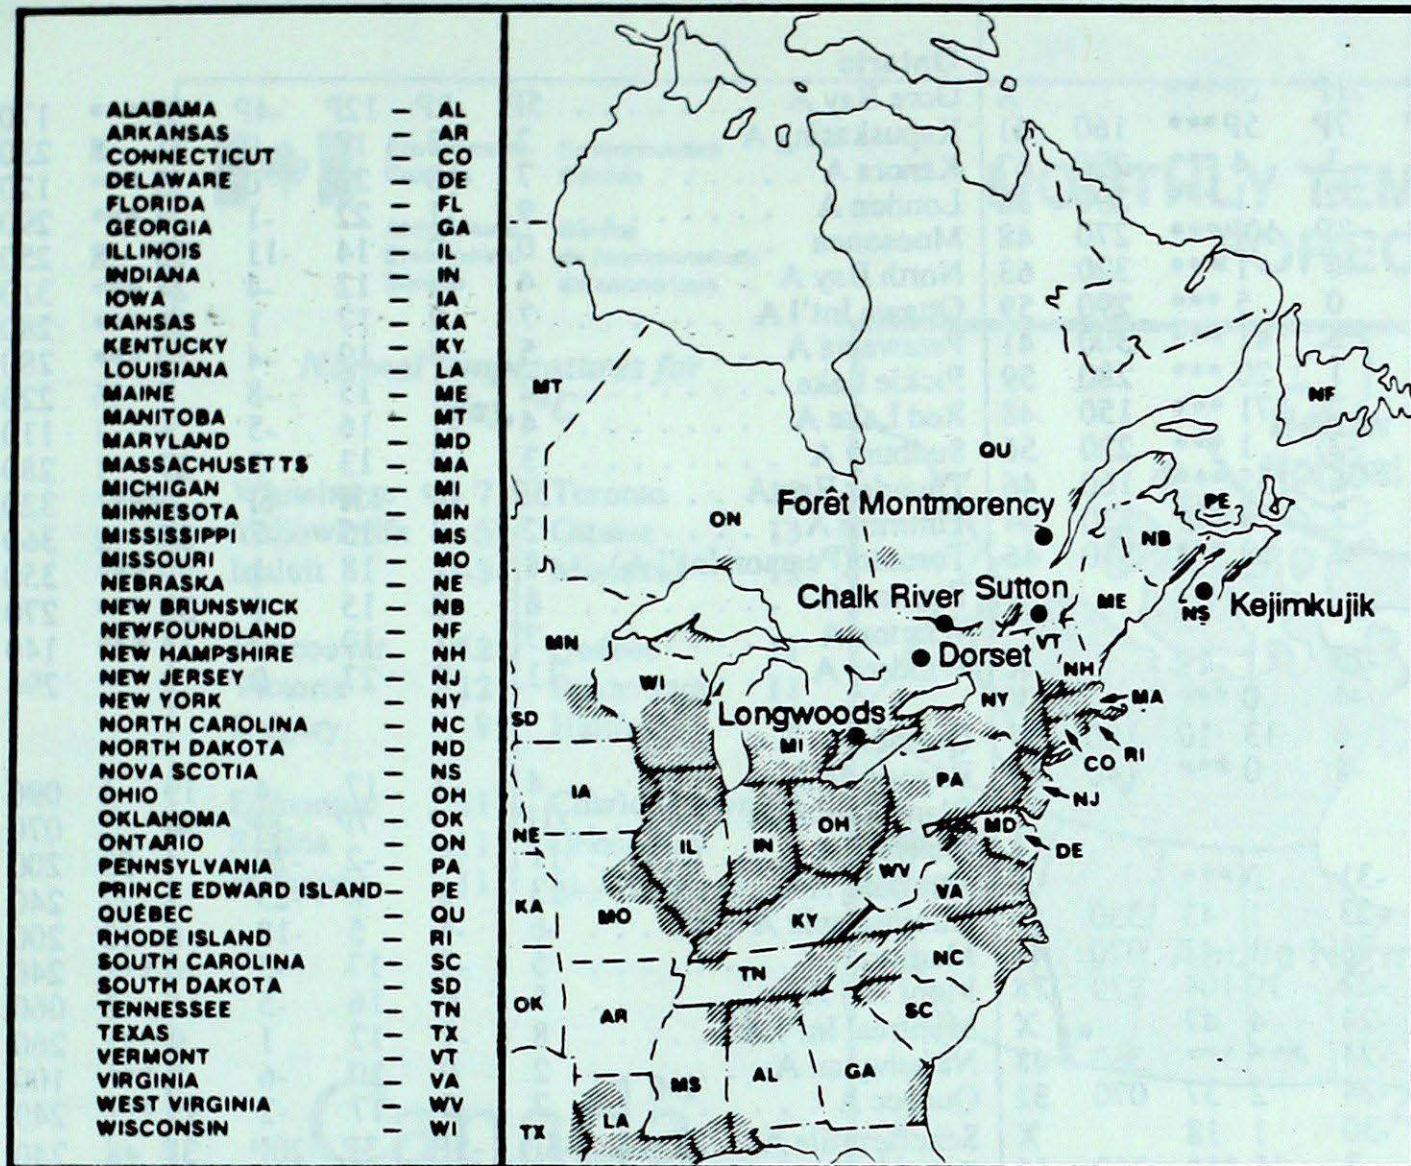 ALABAMA — AL
ARKANSAS — AR
CONNECTICUT — CO
DELAWARE — DE
FLORIDA — FL
GEORGIA — GA
ILLINOIS — IL
INDIANA — IN
IOWA — IA
KANSAS — KA
KENTUCKY — KY
LOUISIANA — LA
MAINE — ME
MANITOBA — MT
MARYLAND — MD
MASSACHUSETTS — MA
MICHIGAN — MI
MINNESOTA — MN
MISSISSIPPI — MS
MISSOURI — MO
NEBRASKA — NE
NEW BRUNSWICK — NB
NEWFOUNDLAND — NF
NEW HAMPSHIRE — NH
NEW JERSEY — NJ
NEW YORK — NY
NORTH CAROLINA — NC
NORTH DAKOTA — ND
NOVA SCOTIA — NS
OHIO — OH
OKLAHOMA — OK
ONTARIO — ON
PENNSYLVANIA — PA
PRINCE EDWARD ISLAND — PE
QUÉBEC — QU
RHODE ISLAND — RI
SOUTH CAROLINA — SC
SOUTH DAKOTA — SD
TENNESSEE — TN
TEXAS — TX
VERMONT — VT
VIRGINIA — VA
WEST VIRGINIA — WV
WISCONSIN — WI
MT
NF
QU
Forêt Montmorency
PE
ON
NB
Chalk River
Sutton
ME
NS
Kejimkujik
MN
VT
Dorset
NH
WI
NY
MA
SD
Longwoods
MI
CO
RI
IA
PA
NJ
NE
IL
IN
OH
MD
DE
WV
VA
KA
MO
KY
TN
NC
OK
AR
SC
MS
AL
GA
LA
TX